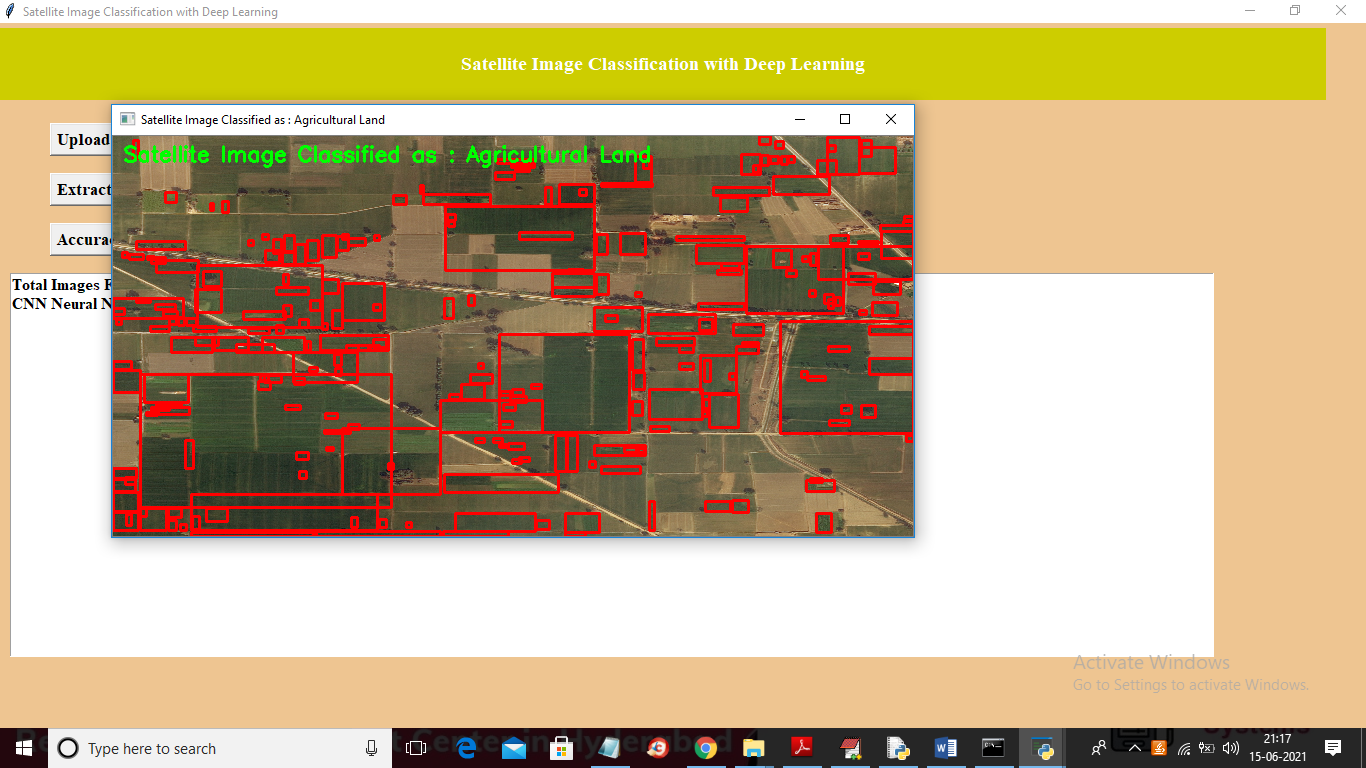 Satellite Image Classification with Deep Learning
Satellite Image Classification with Deep Learning
Upload
Extract
Satellite Image Classified as : Agricultural Land
Satellite Image Classified as : Agricultural Land
Total Images
CNN Neural
Activate Windows
Go to Settings to activate Windows.
Type here to search
21:17
15-06-2021